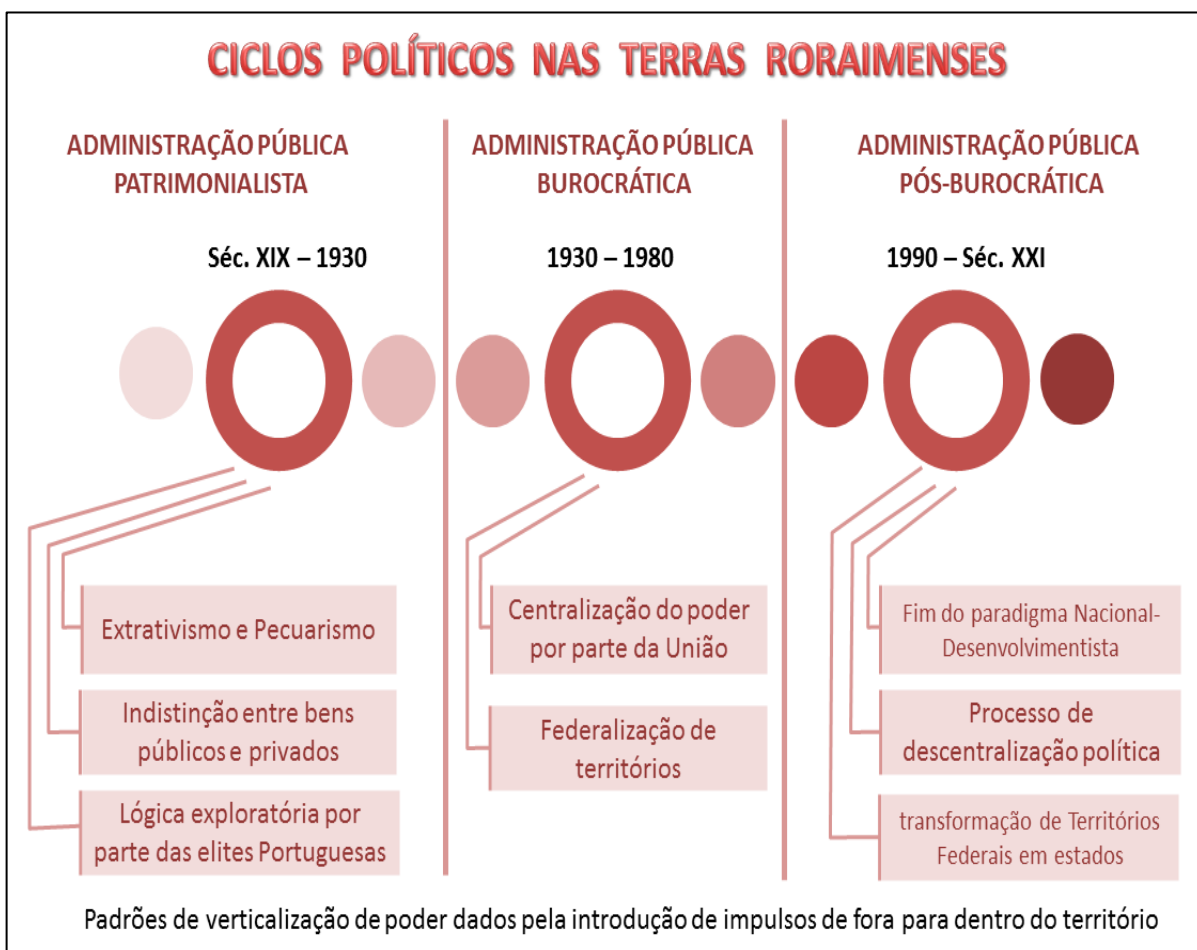 CICLOS POLÍTICOS NAS TERRAS RORAIMENSES
ADMINISTRAÇÃO PÚBLICA
PATRIMONIALISTA
Séc. XIX – 1930
Extrativismo e Pecuarismo
Indistinção entre bens
públicos e privados
Lógica exploratória por
parte das elites Portuguesas
ADMINISTRAÇÃO PÚBLICA
BUROCRÁTICA
1930 – 1980
Centralização do poder
por parte da União
Federalização de
territórios
ADMINISTRAÇÃO PÚBLICA
PÓS-BUROCRÁTICA
1990 – Séc. XXI
Fim do paradigma Nacional-
Desenvolvimentista
Processo de
descentralização política
transformação de Territórios
Federais em estados
Padrões de verticalização de poder dados pela introdução de impulsos de fora para dentro do território